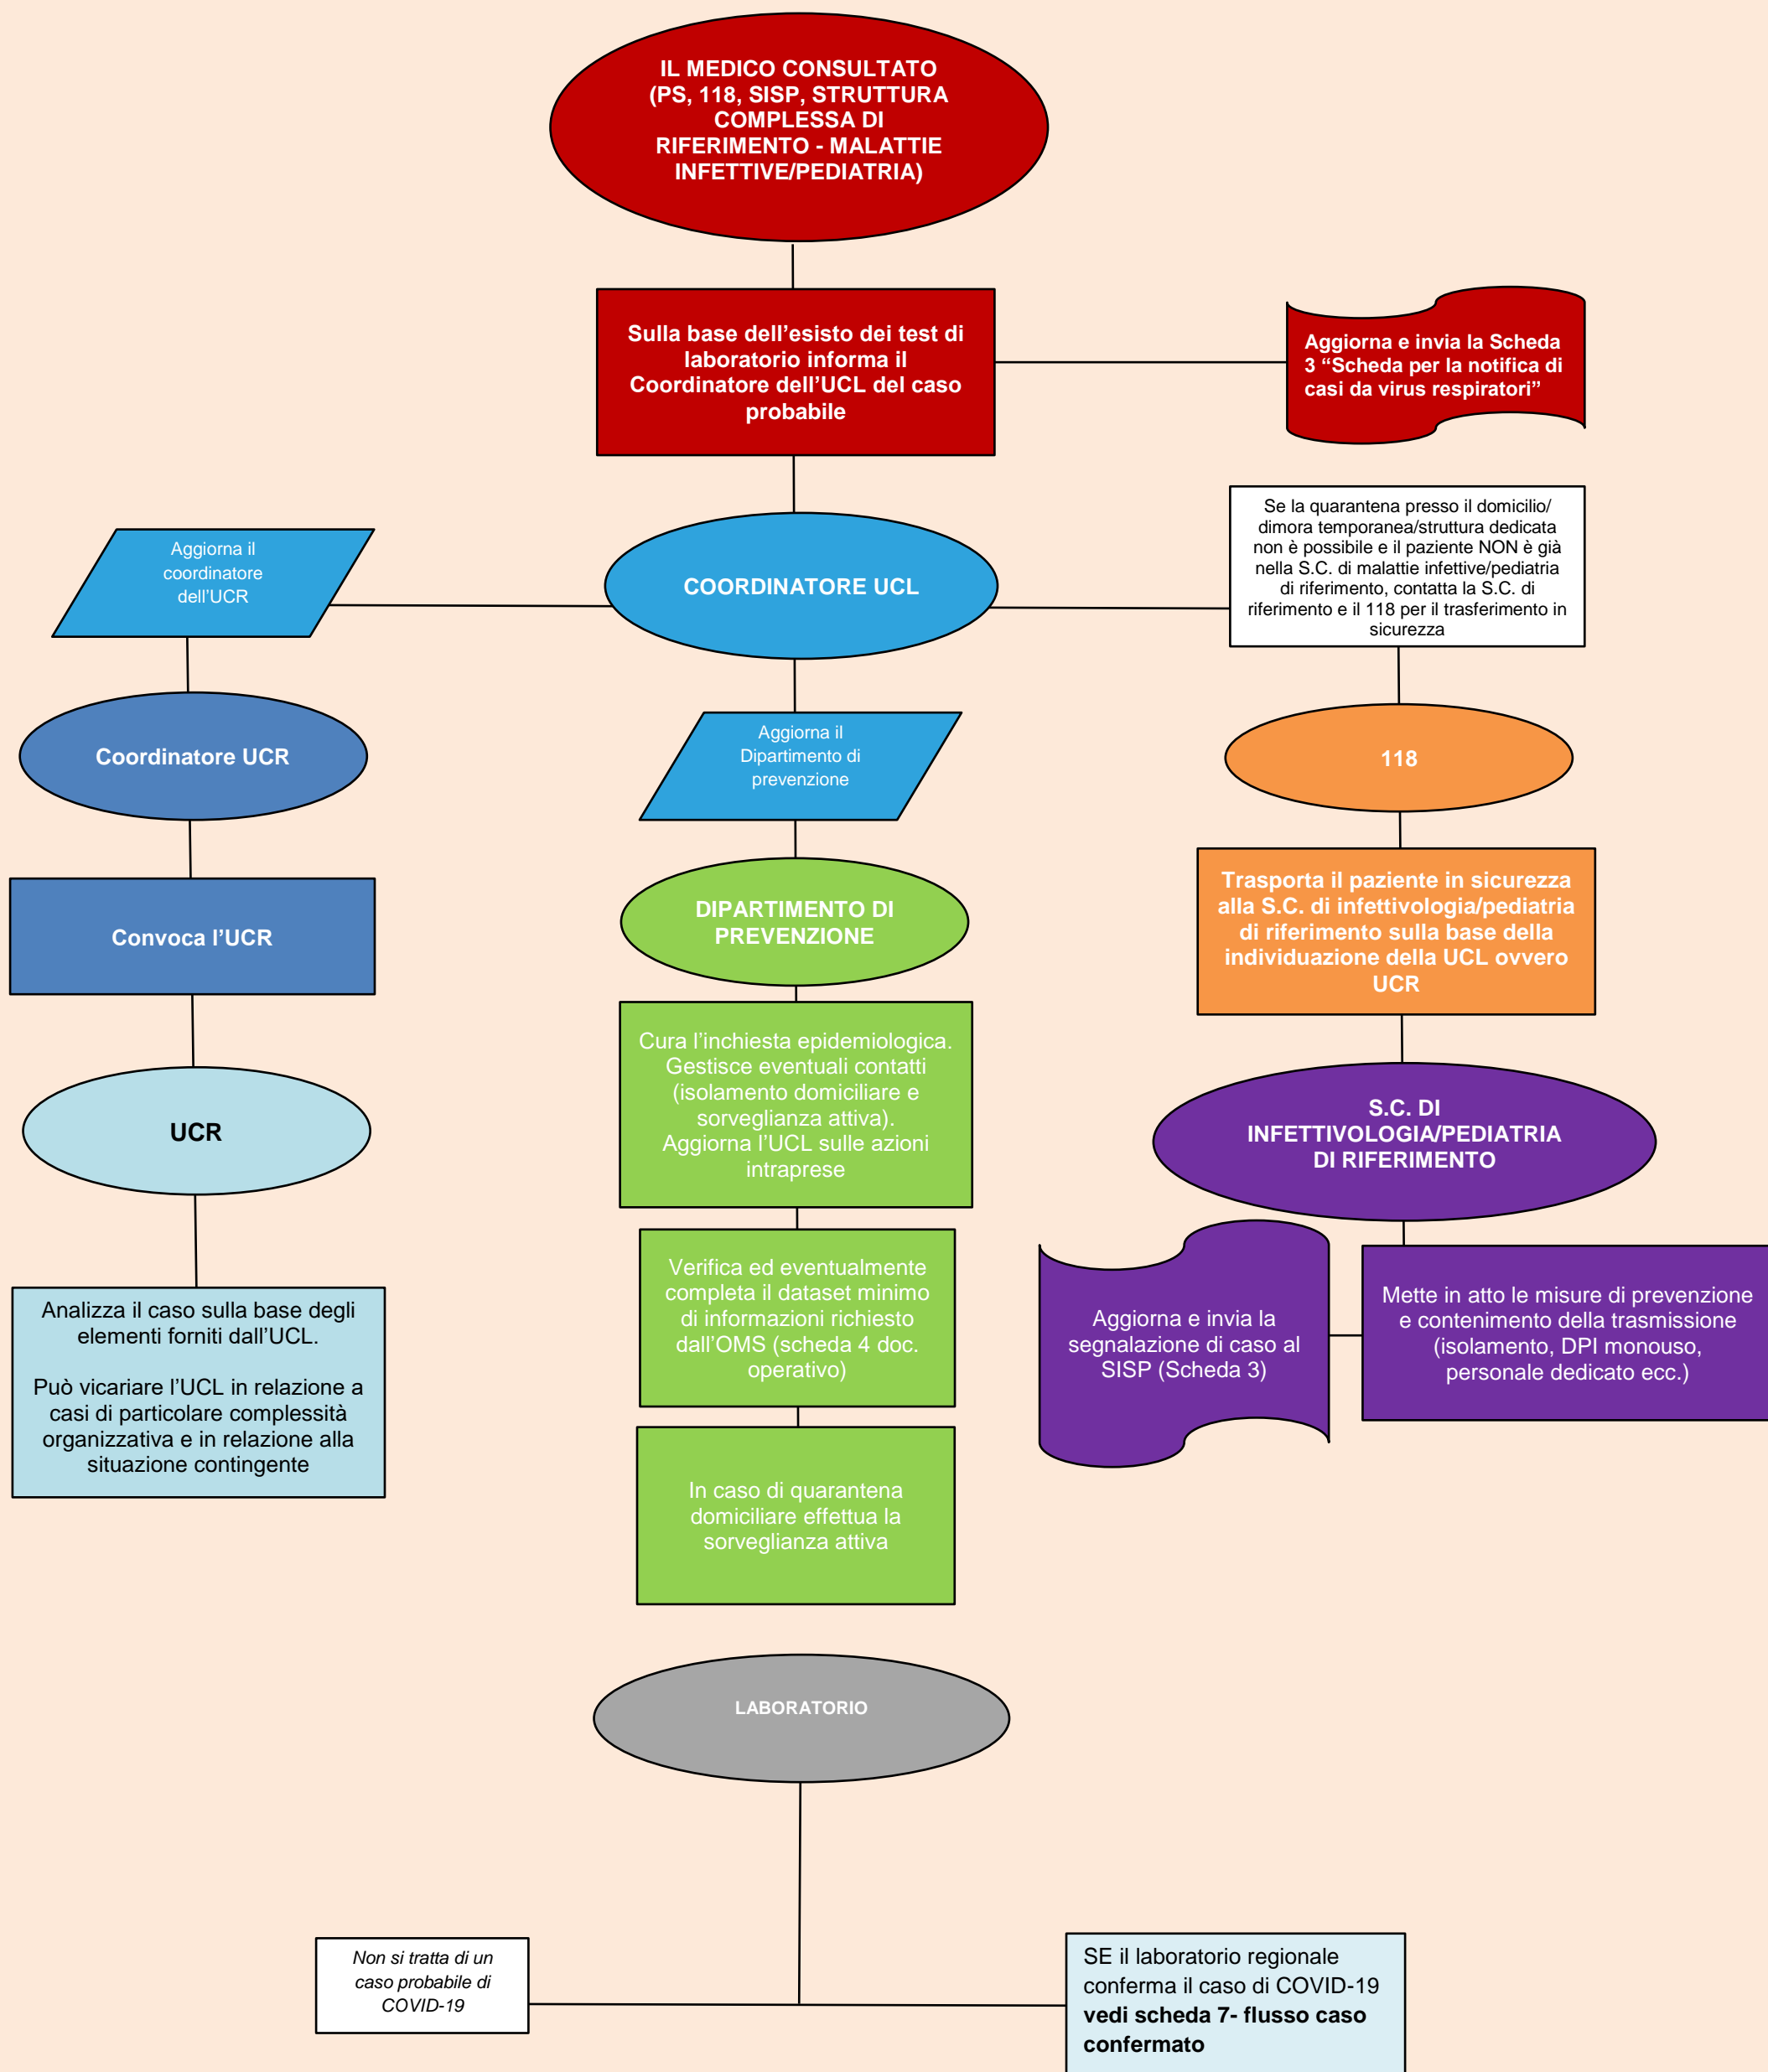 IL MEDICO CONSULTATO
(PS, 118, SISP, STRUTTURA
COMPLESSA DI
RIFERIMENTO - MALATTIE
INFETTIVE/PEDIATRIA)
Sulla base dell’esisto dei test di
laboratorio informa il
Coordinatore dell’UCL del caso
probabile
Aggiorna e invia la Scheda
3 “Scheda per la notifica di
casi da virus respiratori”
Aggiorna il
coordinatore
dell’UCR
COORDINATORE UCL
Se la quarantena presso il domicilio/
dimora temporanea/struttura dedicata
non è possibile e il paziente NON è già
nella S.C. di malattie infettive/pediatria
di riferimento, contatta la S.C. di
riferimento e il 118 per il trasferimento in
sicurezza
Coordinatore UCR
Aggiorna il
Dipartimento di
prevenzione
118
Convoca l’UCR
DIPARTIMENTO DI
PREVENZIONE
Trasporta il paziente in sicurezza
alla S.C. di infettivologia/pediatria
di riferimento sulla base della
individuazione della UCL ovvero
UCR
UCR
Cura l’inchiesta epidemiologica.
Gestisce eventuali contatti
(isolamento domiciliare e
sorveglianza attiva).
Aggiorna l’UCL sulle azioni
intraprese
S.C. DI
INFETTIVOLOGIA/PEDIATRIA
DI RIFERIMENTO
Analizza il caso sulla base degli
elementi forniti dall’UCL.
Può vicariare l’UCL in relazione a
casi di particolare complessità
organizzativa e in relazione alla
situazione contingente
Verifica ed eventualmente
completa il dataset minimo
di informazioni richiesto
dall’OMS (scheda 4 doc.
operativo)
Aggiorna e invia la
segnalazione di caso al
SISP (Scheda 3)
Mette in atto le misure di prevenzione
e contenimento della trasmissione
(isolamento, DPI monouso,
personale dedicato ecc.)
In caso di quarantena
domiciliare effettua la
sorveglianza attiva
LABORATORIO
Non si tratta di un
caso probabile di
COVID-19
SE il laboratorio regionale
conferma il caso di COVID-19
vedi scheda 7- flusso caso
confermato